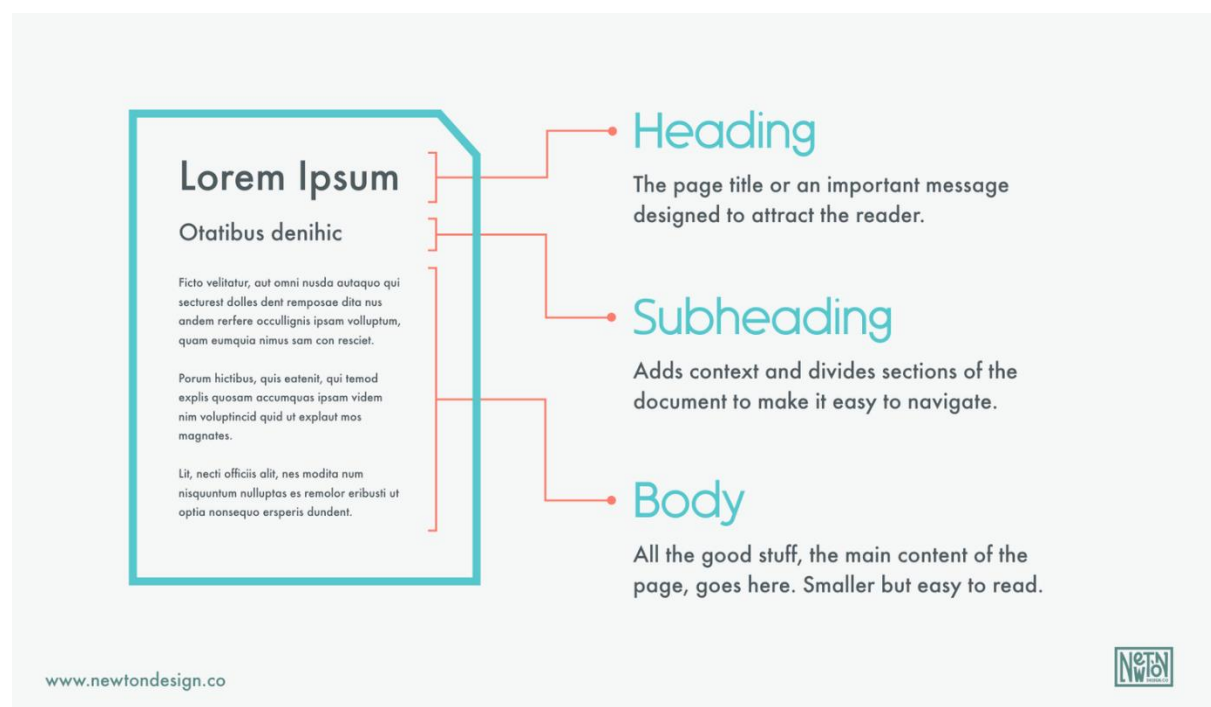 Lorem Ipsum
Otatibus denihic
Ficto velitatur, aut omni nusda autaquo qui
secturest dolles dent remposae dita nus
andem rerfere occullignis ipsam volluptum,
quam eumquia nimus sam con resciet.
Porum hictibus, quis eatenit, qui temod
explis quosam accumquas ipsam videm
nim voluptincid quid ut explaut mos
magnates.
Lit, necti officiis alit, nes modita num
nisquuntum nulluptas es remolor eribusti ut
optia nonsequo ersperis dundent.
Heading
The page title or an important message
designed to attract the reader.
Subheading
Adds context and divides sections of the
document to make it easy to navigate.
Body
All the good stuff, the main content of the
page, goes here. Smaller but easy to read.
www.newtondesign.co
NeWTON
DESIGN CO